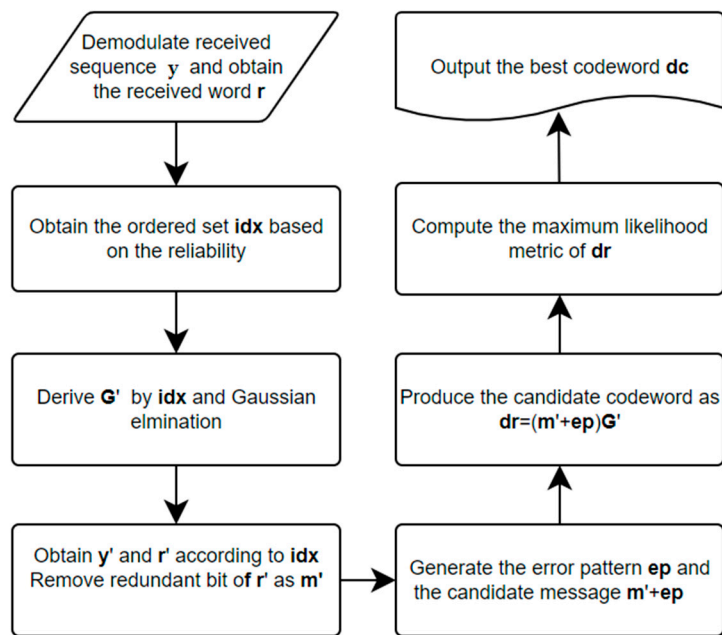 Demodulate received
sequence y and obtain
the received word r
Obtain the ordered set idx based
on the reliability
Derive G' by idx and Gaussian
elmination
Obtain y' and r' according to idx
Remove redundant bit of r' as m'
Generate the error pattern ep and
the candidate message m'+ep
Produce the candidate codeword as
dr=(m'+ep)G'
Compute the maximum likelihood
metric of dr
Output the best codeword dc